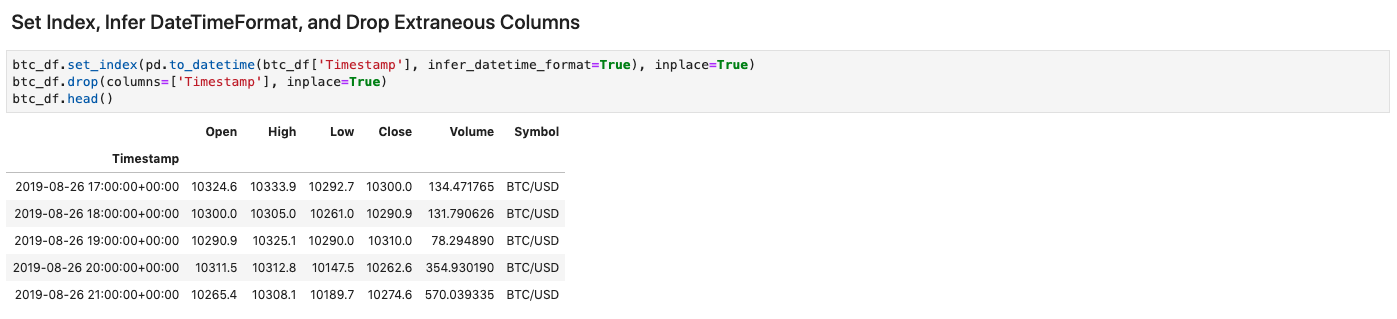 Set Index, Infer DateTimeFormat, and Drop Extraneous Columns
btc_df.set_index(pd.to_datetime(btc_df['Timestamp'], infer_datetime_format=True), inplace=True)
btc_df.drop(columns=['Timestamp'], inplace=True)
btc_df.head()
Open High Low Close Volume Symbol
Timestamp
2019-08-26 17:00:00+00:00 10324.6 10333.9 10292.7 10300.0 134.471765 BTC/USD
2019-08-26 18:00:00+00:00 10300.0 10305.0 10261.0 10290.9 131.790626 BTC/USD
2019-08-26 19:00:00+00:00 10290.9 10325.1 10290.0 10310.0 78.294890 BTC/USD
2019-08-26 20:00:00+00:00 10311.5 10312.8 10147.5 10262.6 354.930190 BTC/USD
2019-08-26 21:00:00+00:00 10265.4 10308.1 10189.7 10274.6 570.039335 BTC/USD